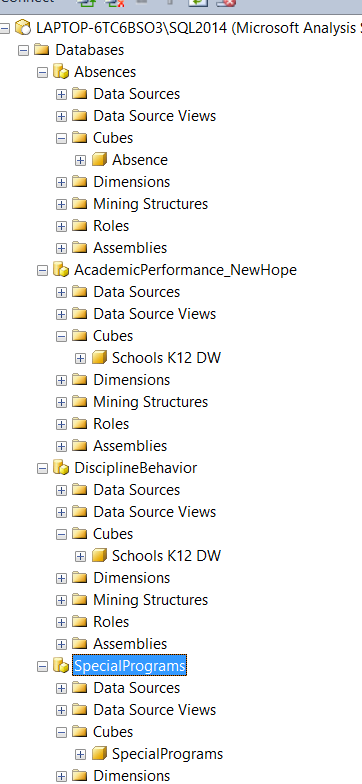 Connect
LAPTOP-6TC6BSO3\SQL2014 (Microsoft Analysis S
Databases
Absences
Data Sources
Data Source Views
Cubes
Absence
Dimensions
Mining Structures
Roles
Assemblies
AcademicPerformance_NewHope
Data Sources
Data Source Views
Cubes
Schools K12 DW
Dimensions
Mining Structures
Roles
Assemblies
DisciplineBehavior
Data Sources
Data Source Views
Cubes
Schools K12 DW
Dimensions
Mining Structures
Roles
Assemblies
SpecialPrograms
Data Sources
Data Source Views
Cubes
SpecialPrograms
Dimensions